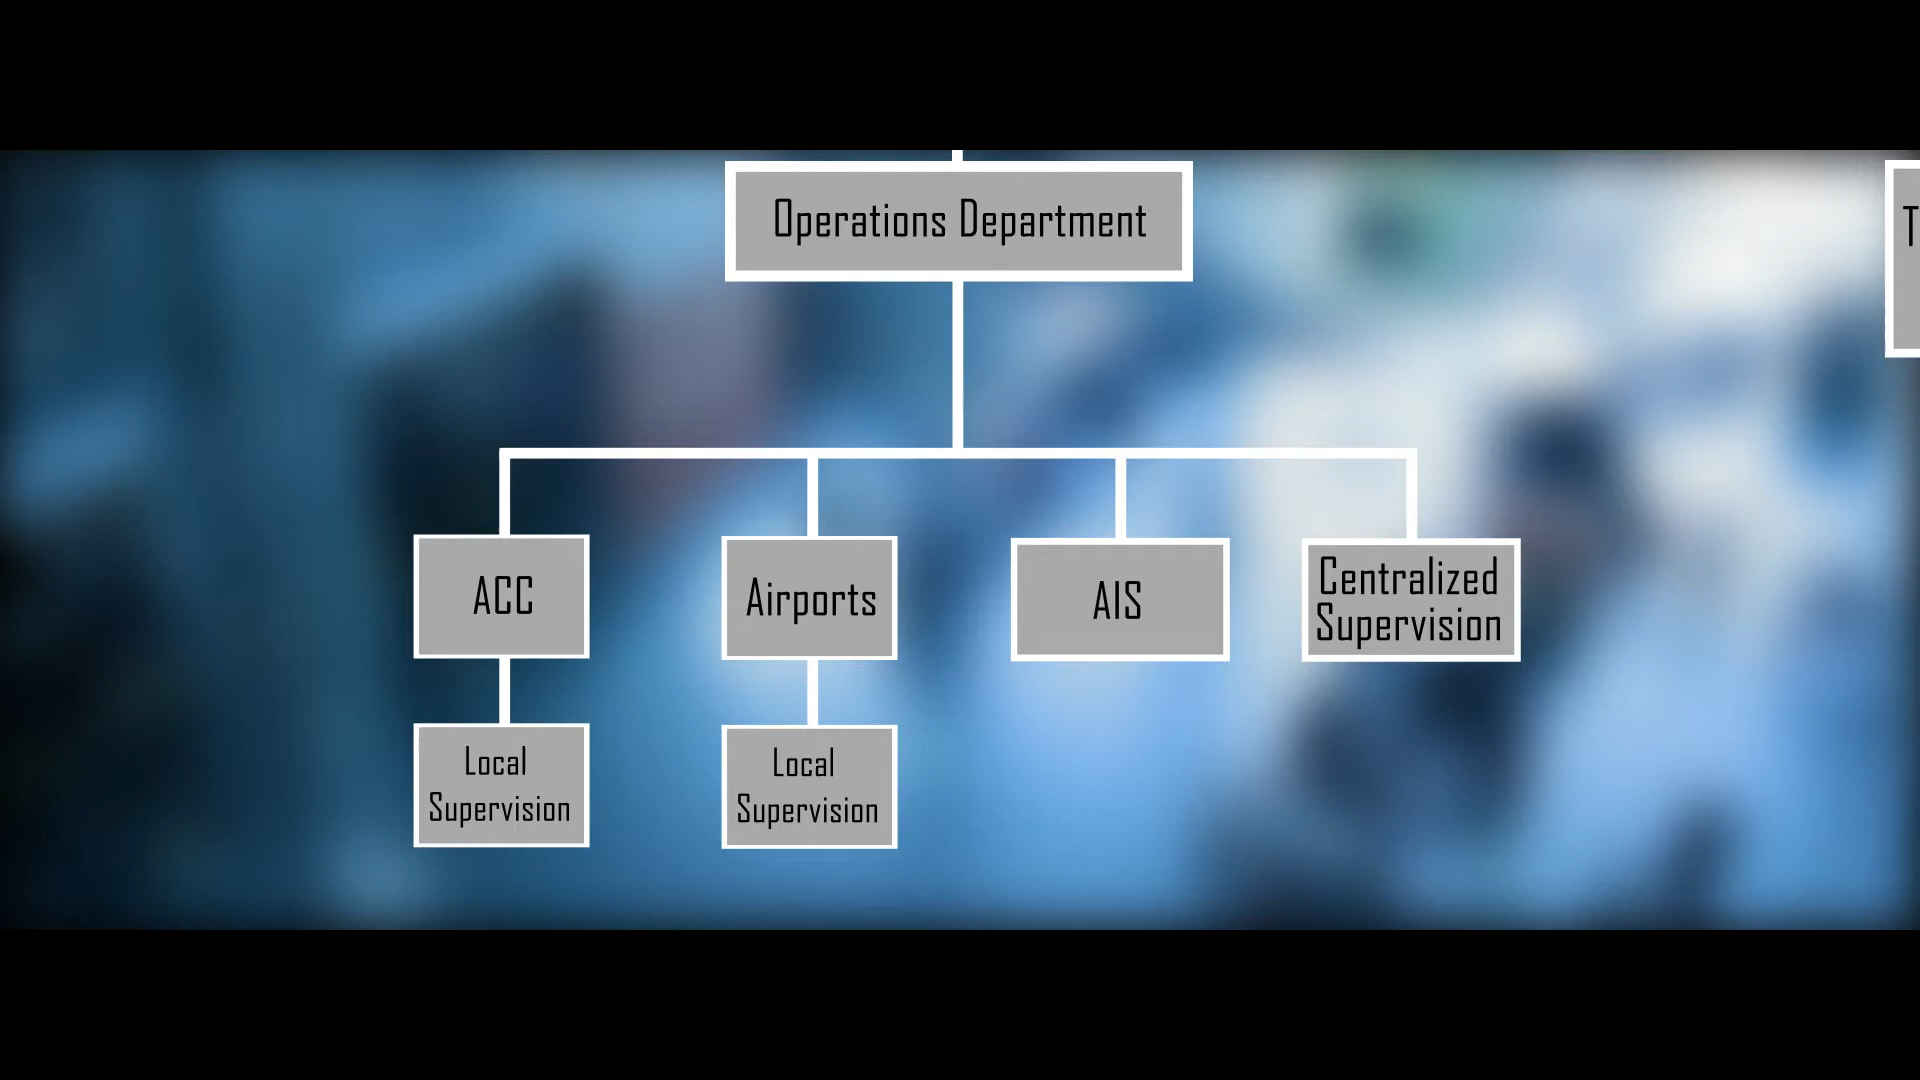 Operations Department
T
ACC
Airports
AIS
Centralized
Supervision
Local
Supervision
Local
Supervision